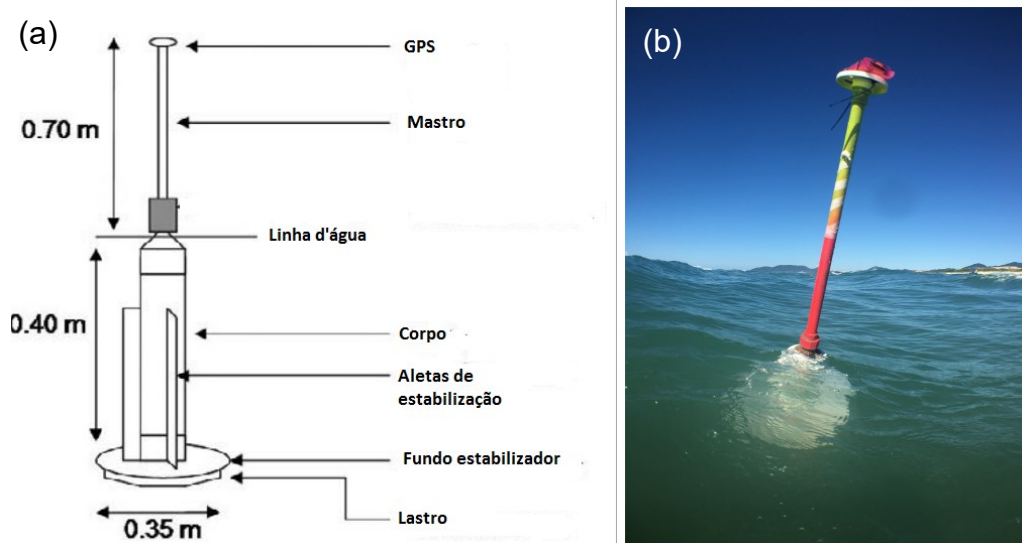 (a)
GPS
0.70 m
Mastro
Linha d'água
0.40 m
Corpo
Aletas de
estabilização
Fundo estabilizador
Lastro
0.35 m
(b)